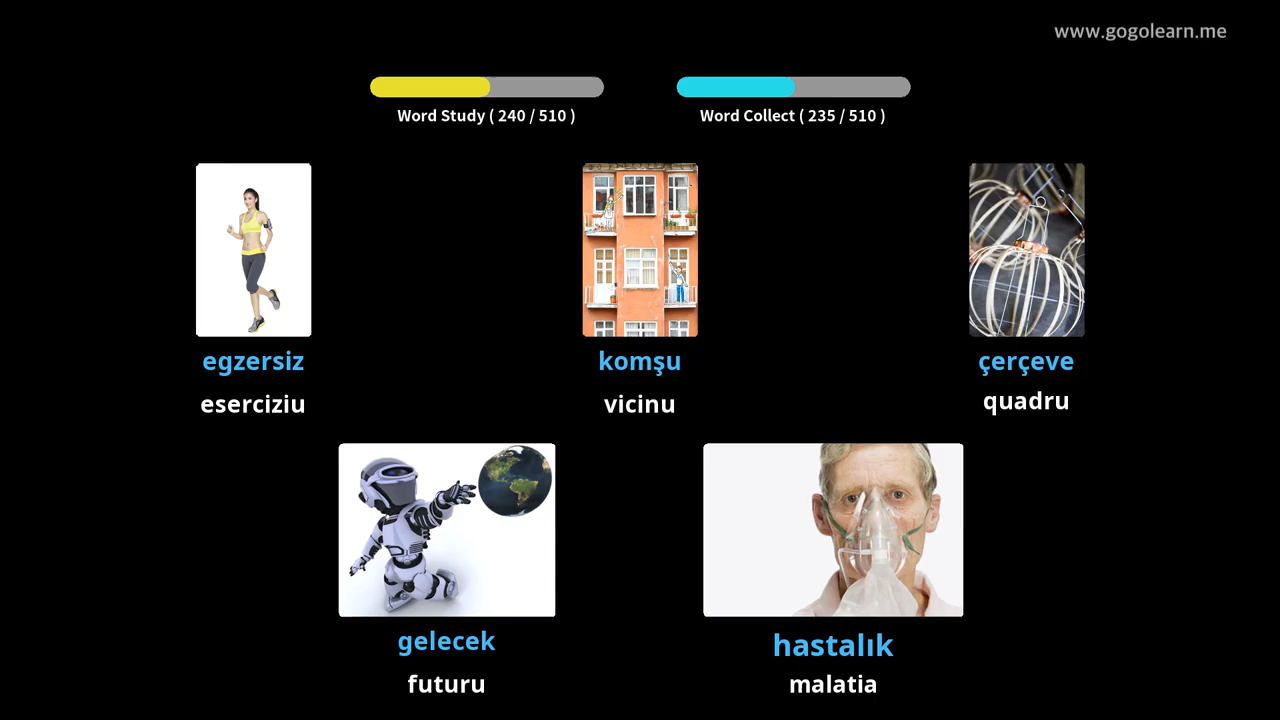 www.gogolearn.me
Word Study ( 240 / 510 )
Word Collect ( 235 / 510 )
egzersiz
eserciziu
komşu
vicinu
çerçeve
quadru
gelecek
futuru
hastalık
malatia